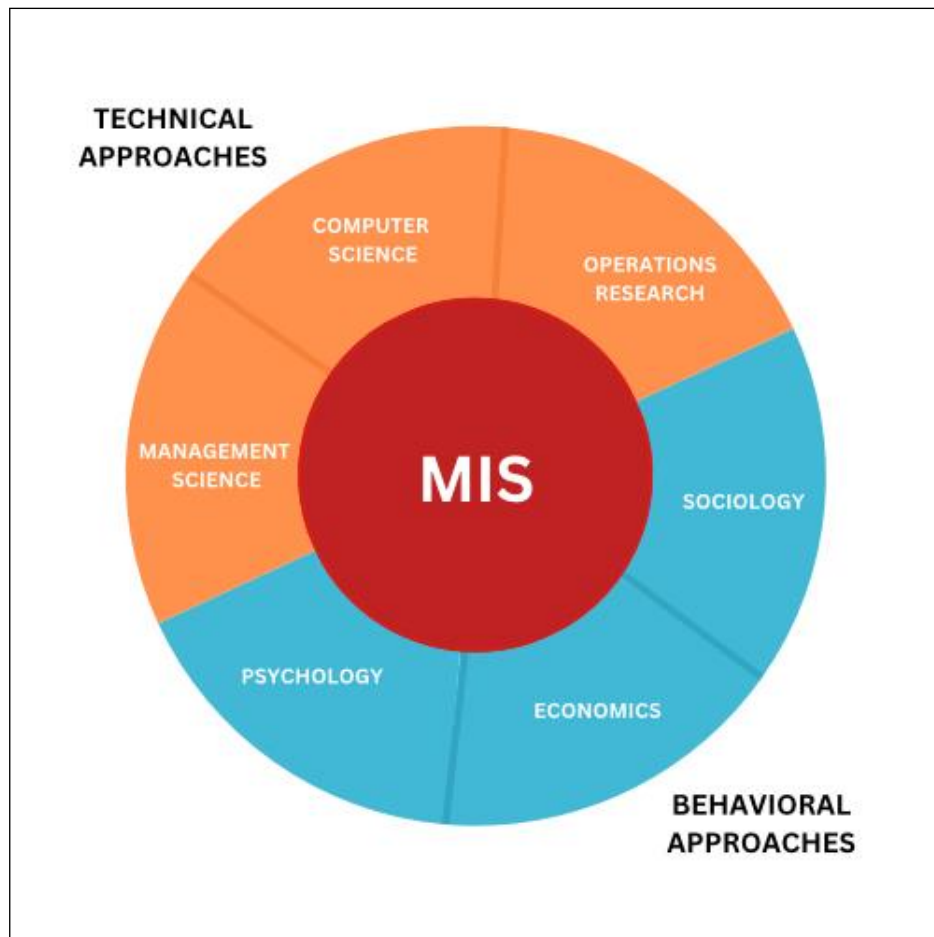 TECHNICAL
APPROACHES
COMPUTER
SCIENCE
OPERATIONS
RESEARCH
MANAGEMENT
SCIENCE
MIS
SOCIOLOGY
PSYCHOLOGY
ECONOMICS
BEHAVIORAL
APPROACHES